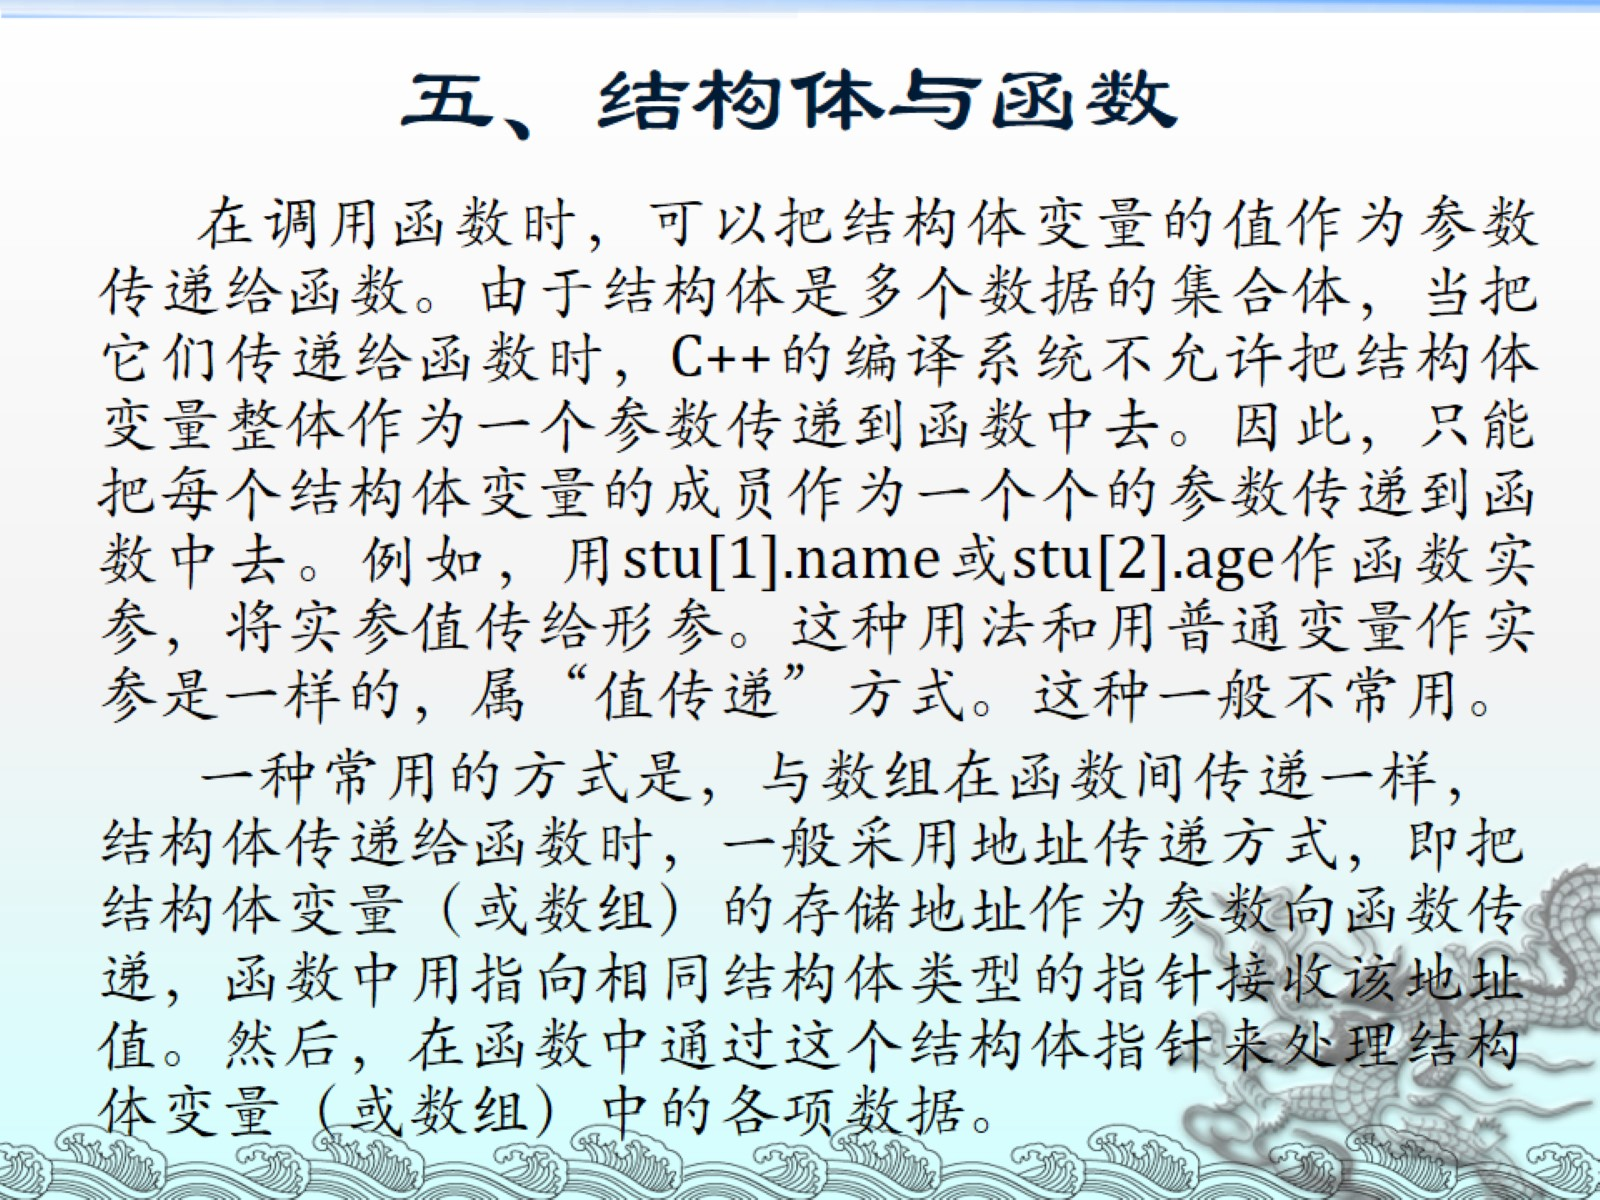 五、结构体与函数
在调用函数时，可以把结构体变量的值作为参数
传递给函数。由于结构体是多个数据的集合体，当把
它们传递给函数时，C++的编译系统不允许把结构体
变量整体作为一个参数传递到函数中去。因此，只能
把每个结构体变量的成员作为一个个的参数传递到函
数中去。例如，用stu[1].name或stu[2].age作函数实
参，将实参值传给形参。这种用法和用普通变量作实
参是一样的，属“值传递”方式。这种一般不常用。
一种常用的方式是，与数组在函数间传递一样，
结构体传递给函数时，一般采用地址传递方式，即把
结构体变量（或数组）的存储地址作为参数向函数传
递，函数中用指向相同结构体类型的指针接收该地址
值。然后，在函数中通过这个结构体指针来处理结构
体变量（或数组）中的各项数据。